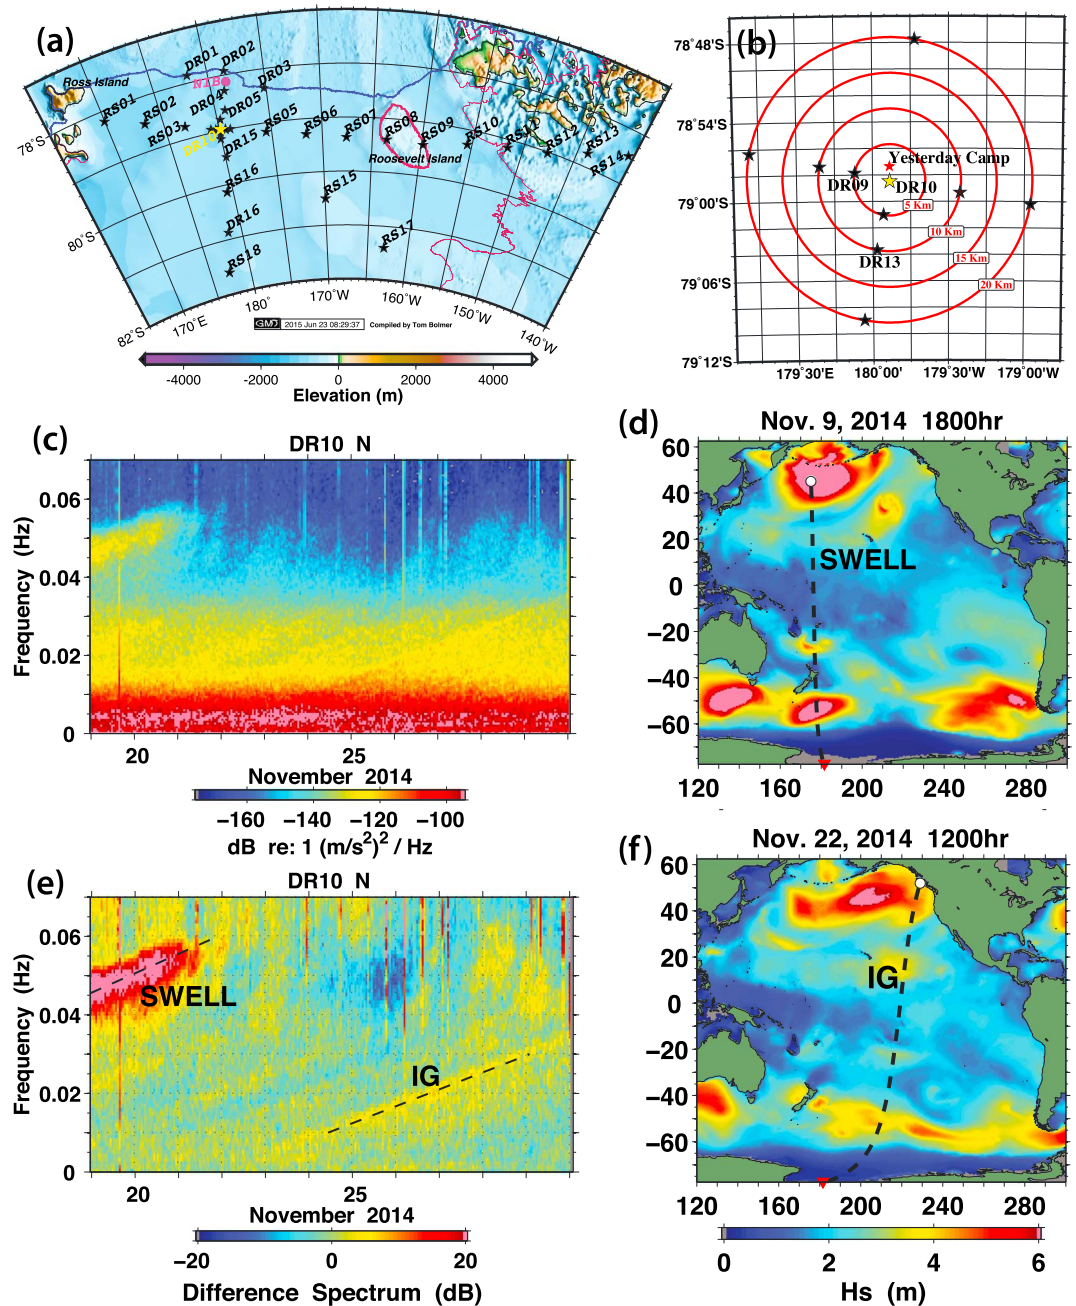 (a)
Ross Island
DR01
DR02
DR03
NIB
RS01
RS02
RS03
DR04
DR05
DR10
DR15
RS05
RS06
RS07
RS08
RS09
RS10
RS12
RS13
RS14
Roosevelt Island
RS16
RS15
DR16
RS17
RS18
78°S
80°S
82°S
170°E
180°
170°W
160°W
150°W
140°W
GMD 2015 Jun 23 08:29:37 Compiled by Tom Bolmer
-4000 -2000 0 2000 4000
Elevation (m)
(b)
78°48'S
78°54'S
79°00'S
79°06'S
79°12'S
Yesterday Camp
DR09
DR10
DR13
5 Km
10 Km
15 Km
20 Km
179°30'E 180°00' 179°30'W 179°00'W
(c)
DR10 N
Frequency (Hz)
0.06
0.04
0.02
0
20 25
November 2014
−160 −140 −120 −100
dB re: 1 (m/s²)² / Hz
(d)
Nov. 9, 2014 1800hr
60
40
20
0
−20
−40
−60
SWELL
120 160 200 240 280
(e)
DR10 N
Frequency (Hz)
0.06
0.04
0.02
0
SWELL
IG
20 25
November 2014
−20 0 20
Difference Spectrum (dB)
(f)
Nov. 22, 2014 1200hr
60
40
20
0
−20
−40
−60
IG
120 160 200 240 280
0 2 4 6
Hs (m)